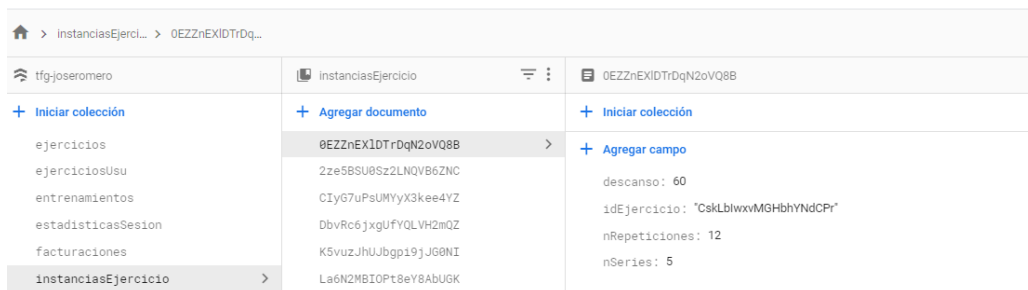 instanciasEjerci... > 0EZZnEXlDTrDq...
tfg-joseromero
Iniciar colección
ejercicios
ejerciciosUsu
entrenamientos
estadisticasSesion
facturaciones
instanciasEjercicio
instanciasEjercicio
Agregar documento
0EZZnEXlDTrDqN2oVQ8B
2ze5BSU0Sz2LNQVB6ZNC
CIyG7uPsUMYyX3kee4YZ
DbvRc6jxgUfYQLVH2mQZ
K5vuzJhUJbgpi9jJG0NI
La6N2MBIOPt8eY8AbUGK
0EZZnEXlDTrDqN2oVQ8B
Iniciar colección
Agregar campo
descanso: 60
idEjercicio: "CskLbIwxvMGHbhYNdCPr"
nRepeticiones: 12
nSeries: 5